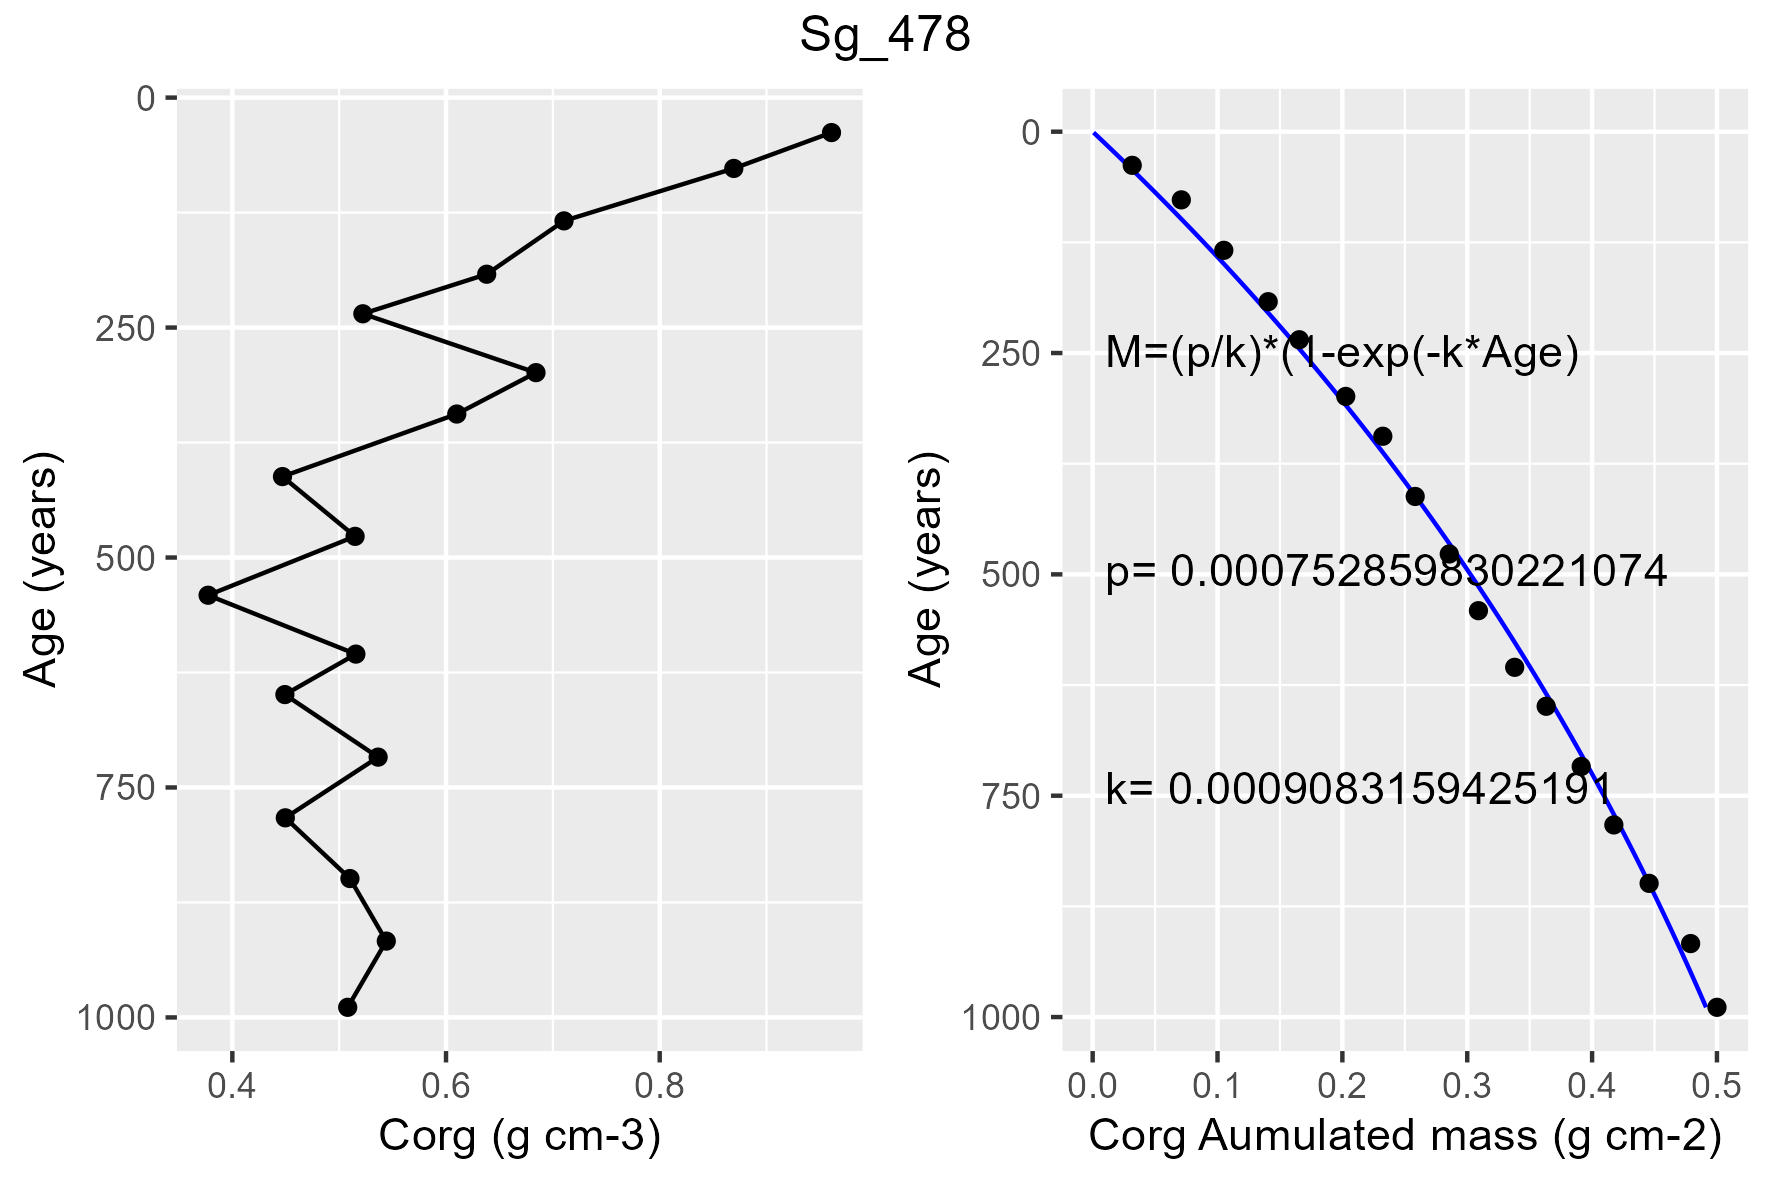 Sg_478
0
250
500
750
1000
Age (years)
0.4
0.6
0.8
Corg (g cm-3)
0
250
500
750
1000
Age (years)
M=(p/k)*(1-exp(-k*Age)
p= 0.000752859830221074
k= 0.000908315942519 1
0.0
0.1
0.2
0.3
0.4
0.5
Corg Aumulated mass (g cm-2)